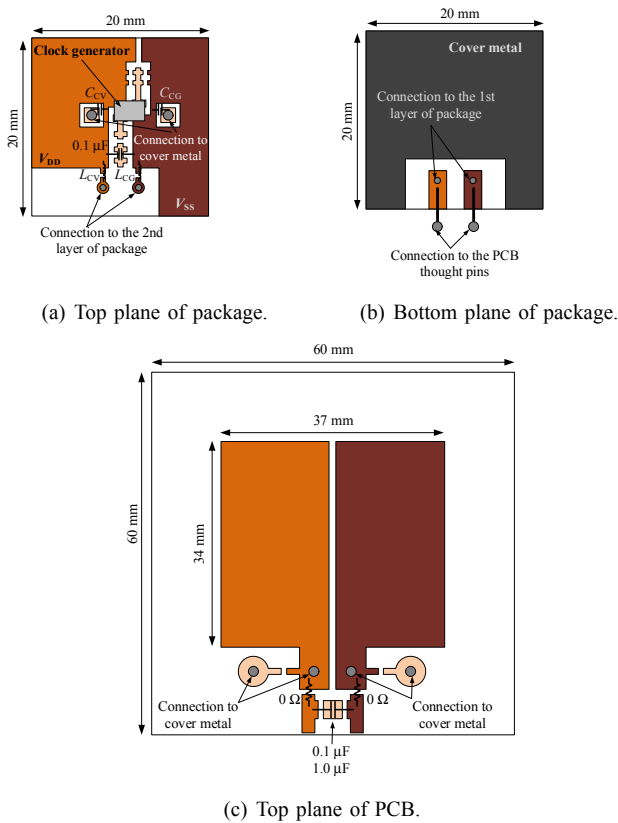 20 mm
20 mm
Clock generator
C_CV
C_CG
Connection to
cover metal
0.1 μF
V_DD
L_CV
L_CG
V_SS
Connection to the 2nd
layer of package
(a) Top plane of package.
20 mm
20 mm
Cover metal
Connection to the 1st
layer of package
Connection to the PCB
thought pins
(b) Bottom plane of package.
60 mm
60 mm
37 mm
34 mm
Connection to
cover metal
0 Ω
0 Ω
Connection to
cover metal
0.1 μF
1.0 μF
(c) Top plane of PCB.